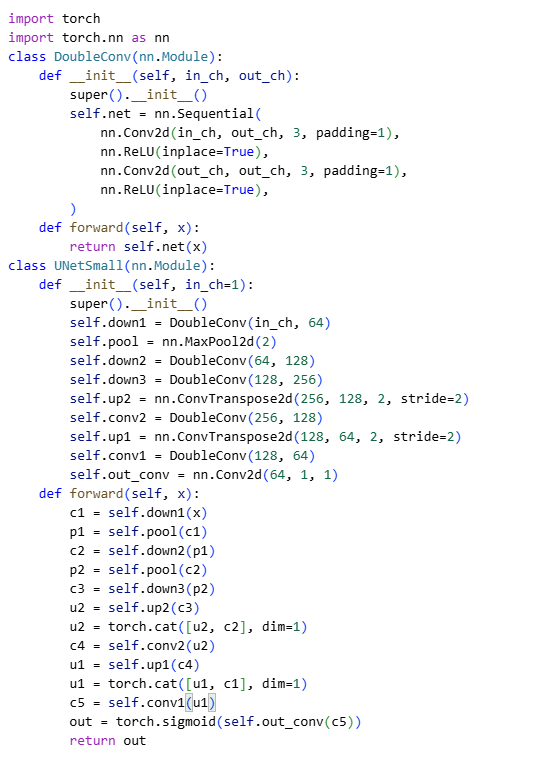 import torch
import torch.nn as nn
class DoubleConv(nn.Module):
    def __init__(self, in_ch, out_ch):
        super().__init__()
        self.net = nn.Sequential(
            nn.Conv2d(in_ch, out_ch, 3, padding=1),
            nn.ReLU(inplace=True),
            nn.Conv2d(out_ch, out_ch, 3, padding=1),
            nn.ReLU(inplace=True),
        )
    def forward(self, x):
        return self.net(x)
class UNetSmall(nn.Module):
    def __init__(self, in_ch=1):
        super().__init__()
        self.down1 = DoubleConv(in_ch, 64)
        self.pool = nn.MaxPool2d(2)
        self.down2 = DoubleConv(64, 128)
        self.down3 = DoubleConv(128, 256)
        self.up2 = nn.ConvTranspose2d(256, 128, 2, stride=2)
        self.conv2 = DoubleConv(256, 128)
        self.up1 = nn.ConvTranspose2d(128, 64, 2, stride=2)
        self.conv1 = DoubleConv(128, 64)
        self.out_conv = nn.Conv2d(64, 1, 1)
    def forward(self, x):
        c1 = self.down1(x)
        p1 = self.pool(c1)
        c2 = self.down2(p1)
        p2 = self.pool(c2)
        c3 = self.down3(p2)
        u2 = self.up2(c3)
        u2 = torch.cat([u2, c2], dim=1)
        c4 = self.conv2(u2)
        u1 = self.up1(c4)
        u1 = torch.cat([u1, c1], dim=1)
        c5 = self.conv1(u1)
        out = torch.sigmoid(self.out_conv(c5))
        return out